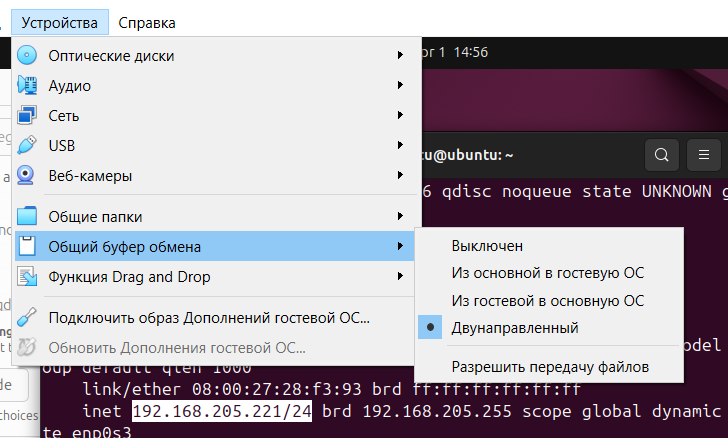 Устройства Справка
Оптические диски
pr 1 14:56
Аудио
Сеть
USB
tu@ubuntu: ~
Веб-камеры
6 qdisc noqueue state UNKNOWN g
Общие папки
Общий буфер обмена
Функция Drag and Drop
Подключить образ Дополнений гостевой ОС...
Обновить Дополнения гостевой ОС...
Выключен
Из основной в гостевую ОС
Из гостевой в основную ОС
Двунаправленный
Разрешить передачу файлов
odel
oup default qlen 1000
link/ether 08:00:27:28:f3:93 brd ff:ff:ff:ff:ff:ff
inet 192.168.205.221/24 brd 192.168.205.255 scope global dynamic
te enp0s3
de
choices